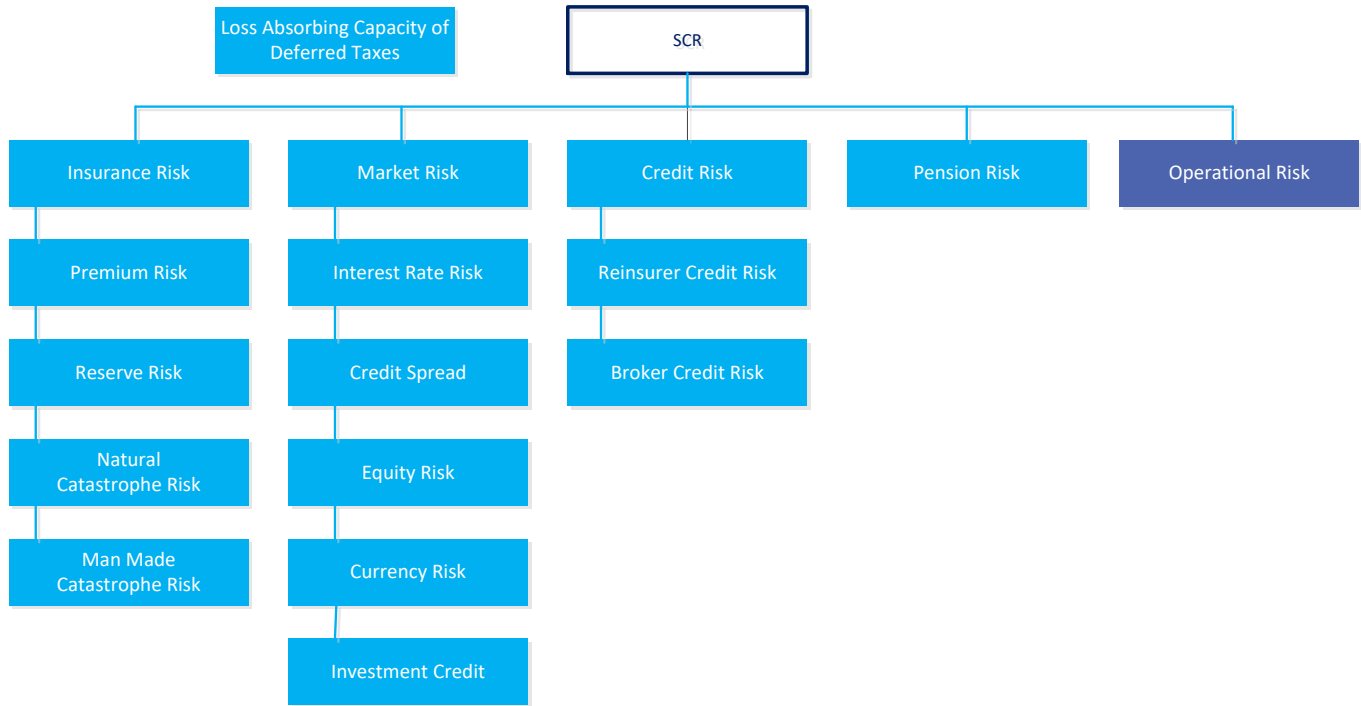 Loss Absorbing Capacity of
Deferred Taxes
SCR
Insurance Risk
Market Risk
Credit Risk
Pension Risk
Operational Risk
Premium Risk
Interest Rate Risk
Reinsurer Credit Risk
Reserve Risk
Credit Spread
Broker Credit Risk
Natural
Catastrophe Risk
Equity Risk
Man Made
Catastrophe Risk
Currency Risk
Investment Credit